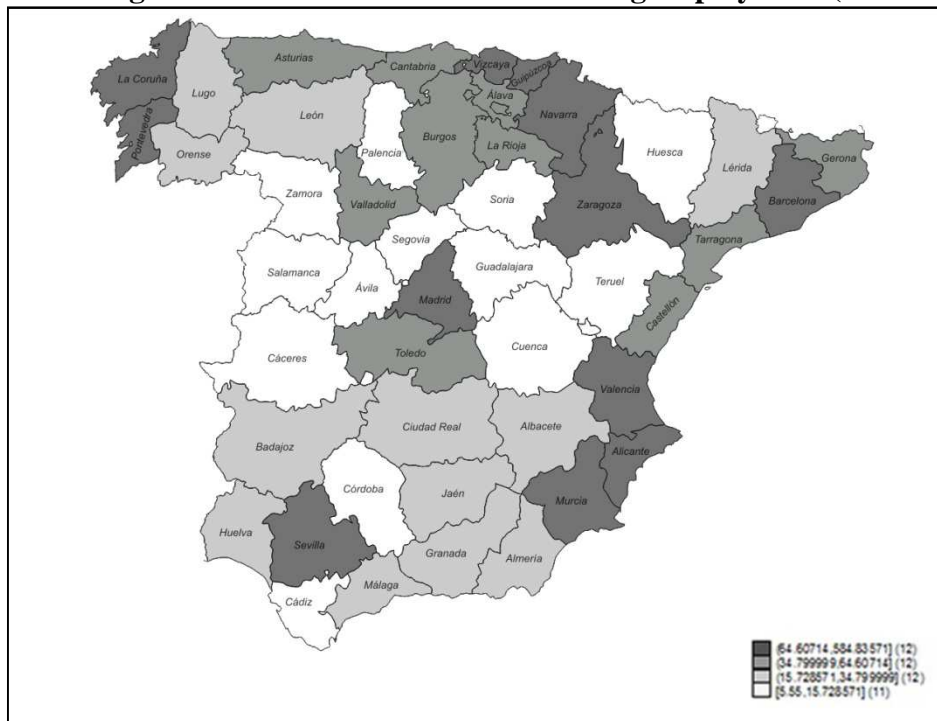 Asturias
Cantabria
Vizcaya
Guipúzcoa
La Coruña
Lugo
Álava
Navarra
León
Pontevedra
Burgos
Palencia
La Rioja
Huesca
Lérida
Gerona
Orense
Barcelona
Zamora
Valladolid
Soria
Zaragoza
Segovia
Tarragona
Salamanca
Guadalajara
Ávila
Teruel
Madrid
Castellón
Cuenca
Cáceres
Toledo
Valencia
Ciudad Real
Albacete
Badajoz
Alicante
Córdoba
Jaén
Murcia
Huelva
Sevilla
Granada
Almería
Málaga
Cádiz
(64.60714,584.83571] (12)
(34.799999,64.60714] (12)
(15.728571,34.799999] (12)
[5.55,15.728571] (11)